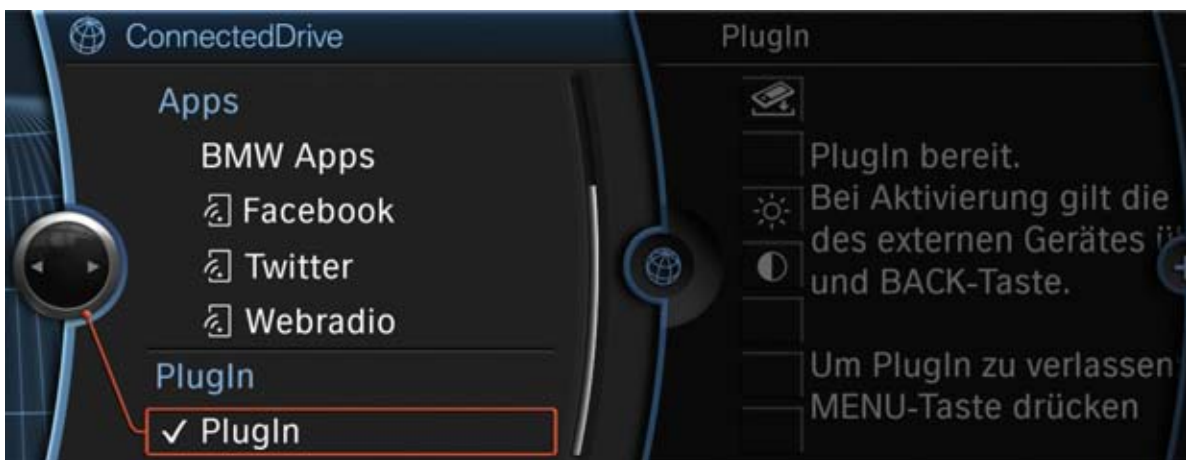 ConnectedDrive
Apps
BMW Apps
Facebook
Twitter
Webradio
PlugIn
PlugIn
PlugIn
PlugIn bereit.
Bei Aktivierung gilt die
des externen Gerätes
und BACK-Taste.
Um PlugIn zu verlassen
MENU-Taste drücken